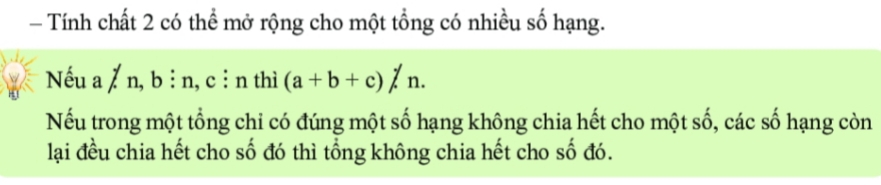 – Tính chất 2 có thể mở rộng cho một tổng có nhiều số hạng.
Nếu a ⋮̸ n, b ⋮ n, c ⋮ n thì (a + b + c) ⋮̸ n.
Nếu trong một tổng chỉ có đúng một số hạng không chia hết cho một số, các số hạng còn
lại đều chia hết cho số đó thì tổng không chia hết cho số đó.